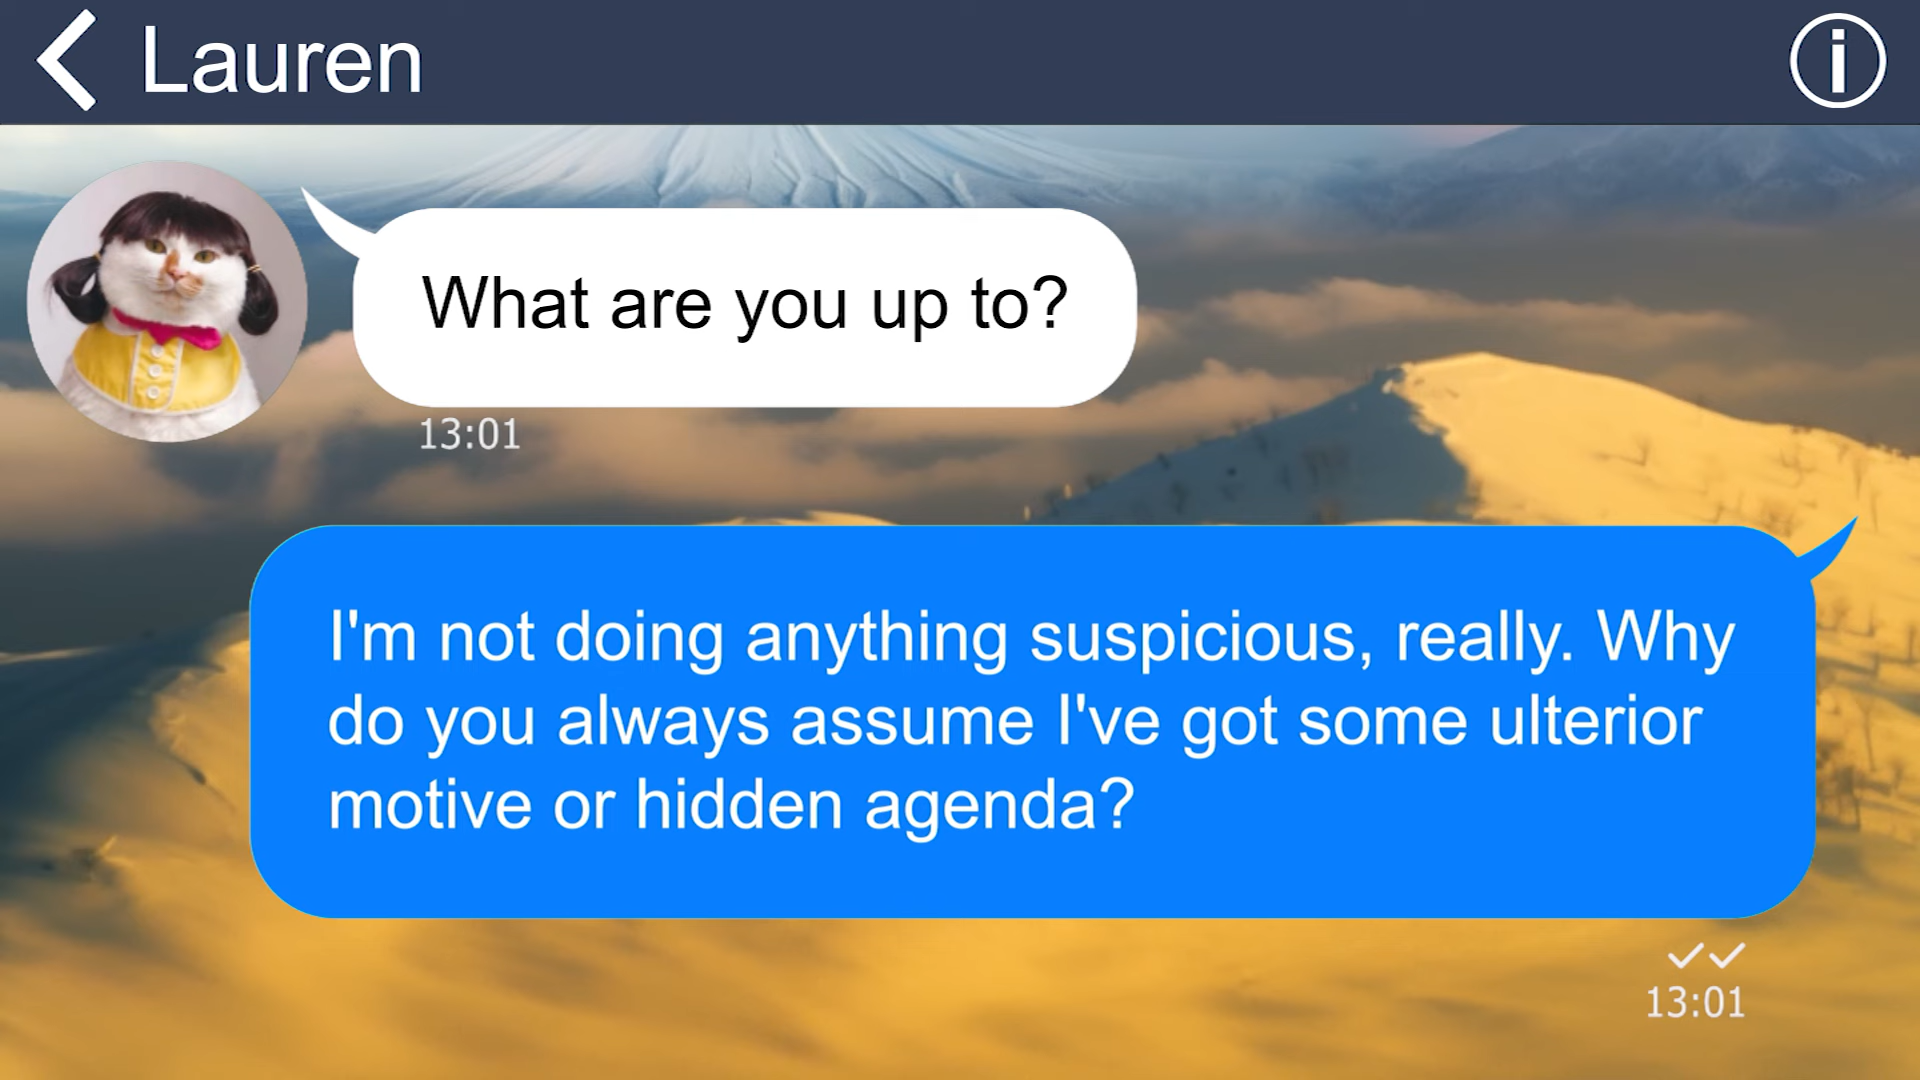 Lauren
What are you up to?
13:01
I'm not doing anything suspicious, really. Why
do you always assume I've got some ulterior
motive or hidden agenda?
13:01